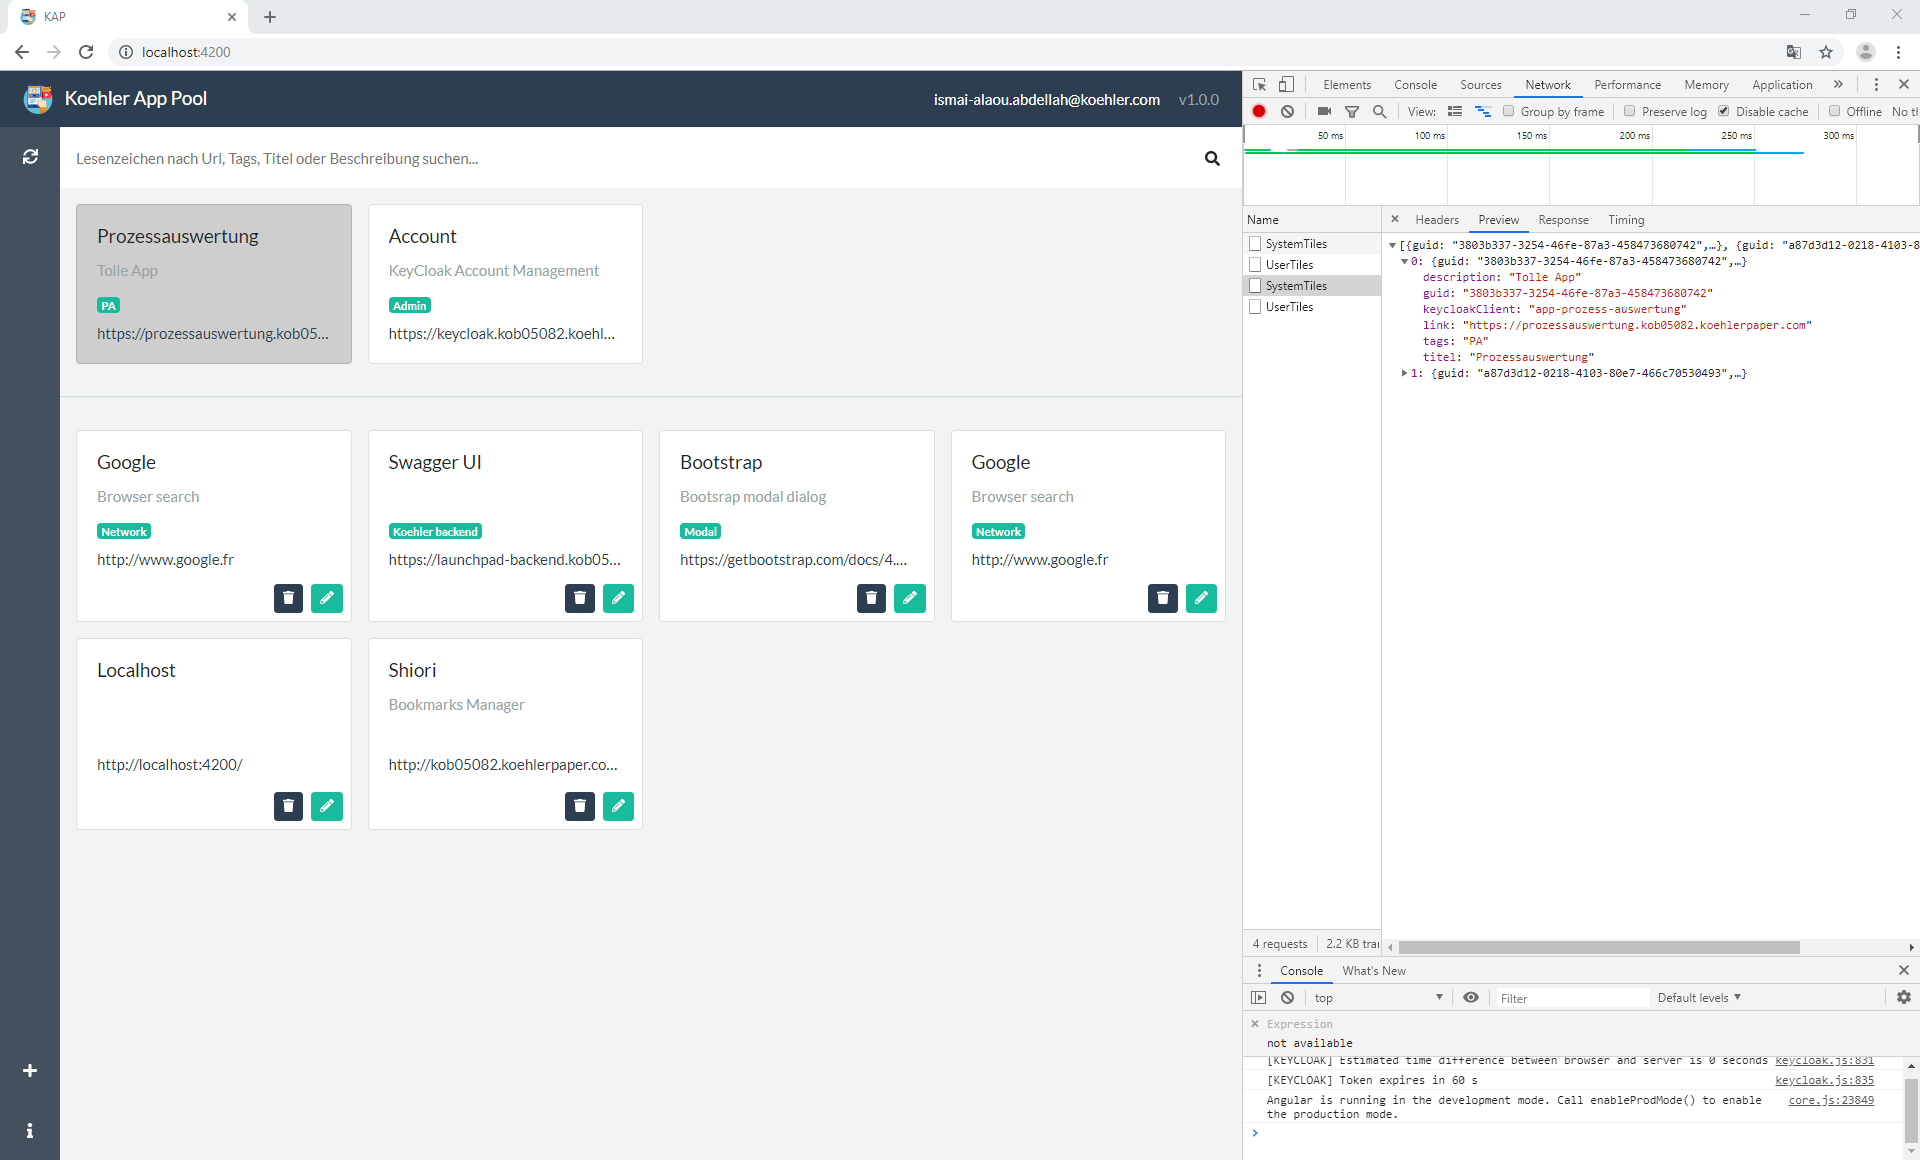 KAP
localhost:4200
Koehler App Pool
ismai-alaou.abdellah@koehler.com v1.0.0
Lesenzeichen nach Url, Tags, Titel oder Beschreibung suchen...
Prozessauswertung
Tolle App
PA
https://prozessauswertung.kob05...
Account
KeyCloak Account Management
Admin
https://keycloak.kob05082.koehl...
Google
Browser search
Network
http://www.google.fr
Swagger UI
Koehler backend
https://launchpad-backend.kob05...
Bootstrap
Bootsrap modal dialog
Modal
https://getbootstrap.com/docs/4....
Google
Browser search
Network
http://www.google.fr
Localhost
http://localhost:4200/
Shiori
Bookmarks Manager
http://kob05082.koehlerpaper.co...
Elements Console Sources Network Performance Memory Application
View: Group by frame Preserve log Disable cache Offline No th
50 ms 100 ms 150 ms 200 ms 250 ms 300 ms
Name
SystemTiles
UserTiles
SystemTiles
UserTiles
Headers Preview Response Timing
[{guid: "3803b337-3254-46fe-87a3-458473680742",…}, {guid: "a87d3d12-0218-4103-8
0: {guid: "3803b337-3254-46fe-87a3-458473680742",…}
description: "Tolle App"
guid: "3803b337-3254-46fe-87a3-458473680742"
keycloakClient: "app-prozess-auswertung"
link: "https://prozessauswertung.kob05082.koehlerpaper.com"
tags: "PA"
titel: "Prozessauswertung"
1: {guid: "a87d3d12-0218-4103-80e7-466c70530493",…}
4 requests 2.2 KB tran
Console What's New
top Filter Default levels
Expression
not available
[KEYCLOAK] Estimated time difference between browser and server is 0 seconds keycloak.js:831
[KEYCLOAK] Token expires in 60 s keycloak.js:835
Angular is running in the development mode. Call enableProdMode() to enable core.js:23849
the production mode.